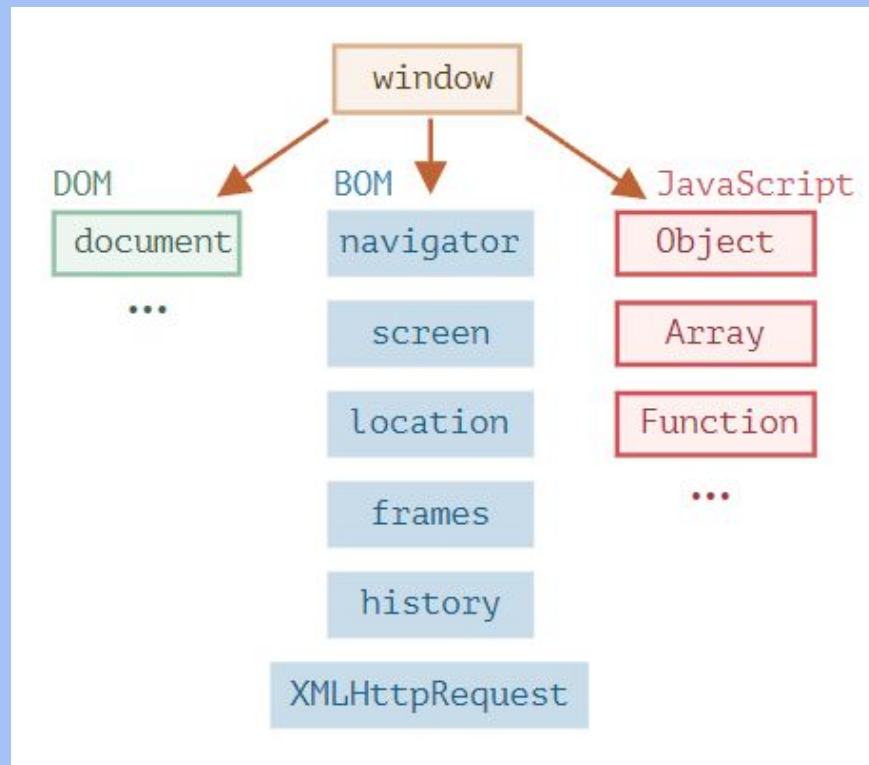 window
DOM
BOM
JavaScript
document
navigator
Object
...
screen
Array
location
Function
frames
...
history
XMLHttpRequest